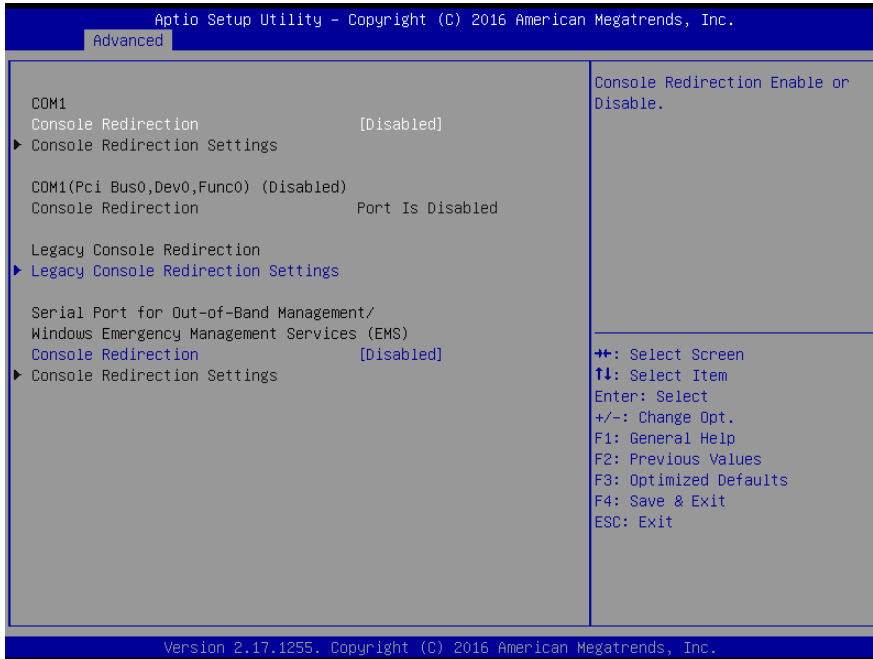 Aptio Setup Utility – Copyright (C) 2016 American Megatrends, Inc.
Advanced
COM1
Console Redirection [Disabled]
▶ Console Redirection Settings
COM1(Pci Bus0,Dev0,Func0) (Disabled)
Console Redirection Port Is Disabled
Legacy Console Redirection
▶ Legacy Console Redirection Settings
Serial Port for Out-of-Band Management/
Windows Emergency Management Services (EMS)
Console Redirection [Disabled]
▶ Console Redirection Settings
Console Redirection Enable or
Disable.
→←: Select Screen
↑↓: Select Item
Enter: Select
+/-: Change Opt.
F1: General Help
F2: Previous Values
F3: Optimized Defaults
F4: Save & Exit
ESC: Exit
Version 2.17.1255. Copyright (C) 2016 American Megatrends, Inc.